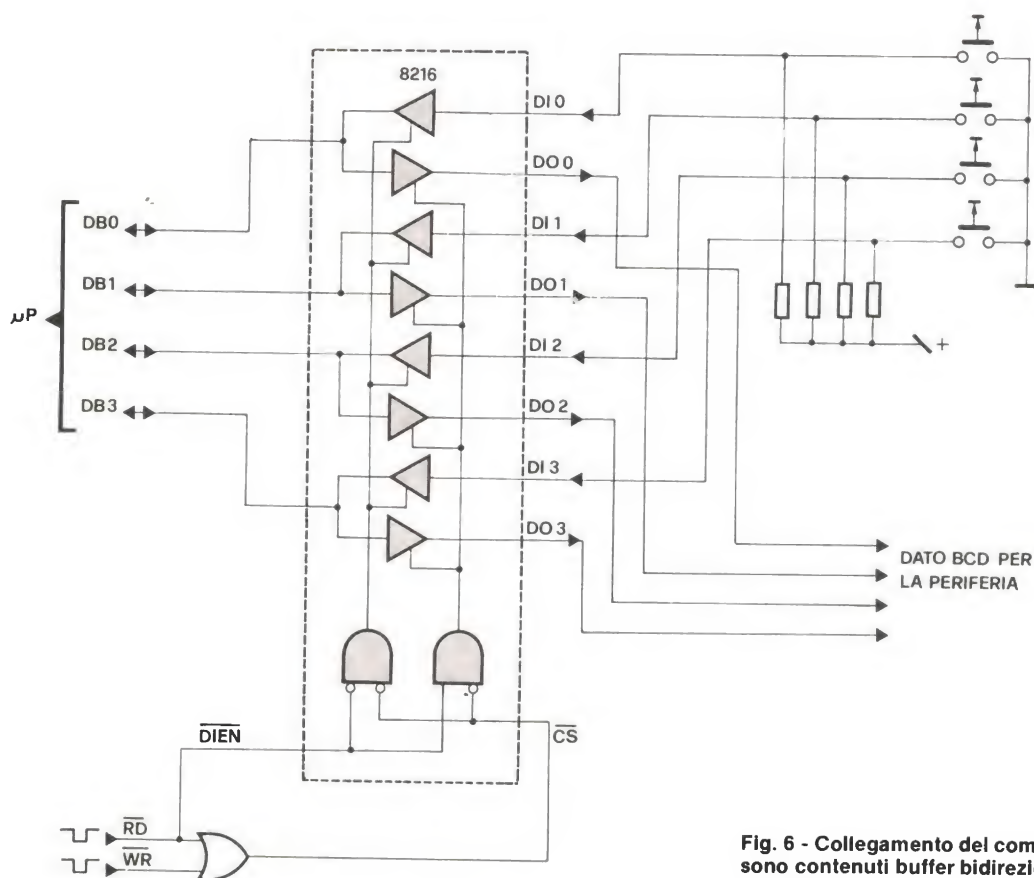 8216
DI 0
DO 0
DB0
DI 1
DB1
DO 1
μP
DB2
DI 2
+
DB3
DO 2
DI 3
DO 3
DATO BCD PER
LA PERIFERIA
DIEN
CS
RD
WR
Fig. 6 - Collegamento del com
sono contenuti buffer bidirezi